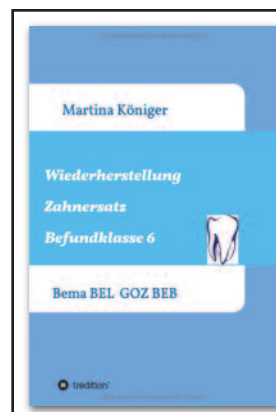 Martina Königer
Wiederherstellung
Zahnersatz
Befundklasse 6
Bema BEL GOZ BEB
tredition